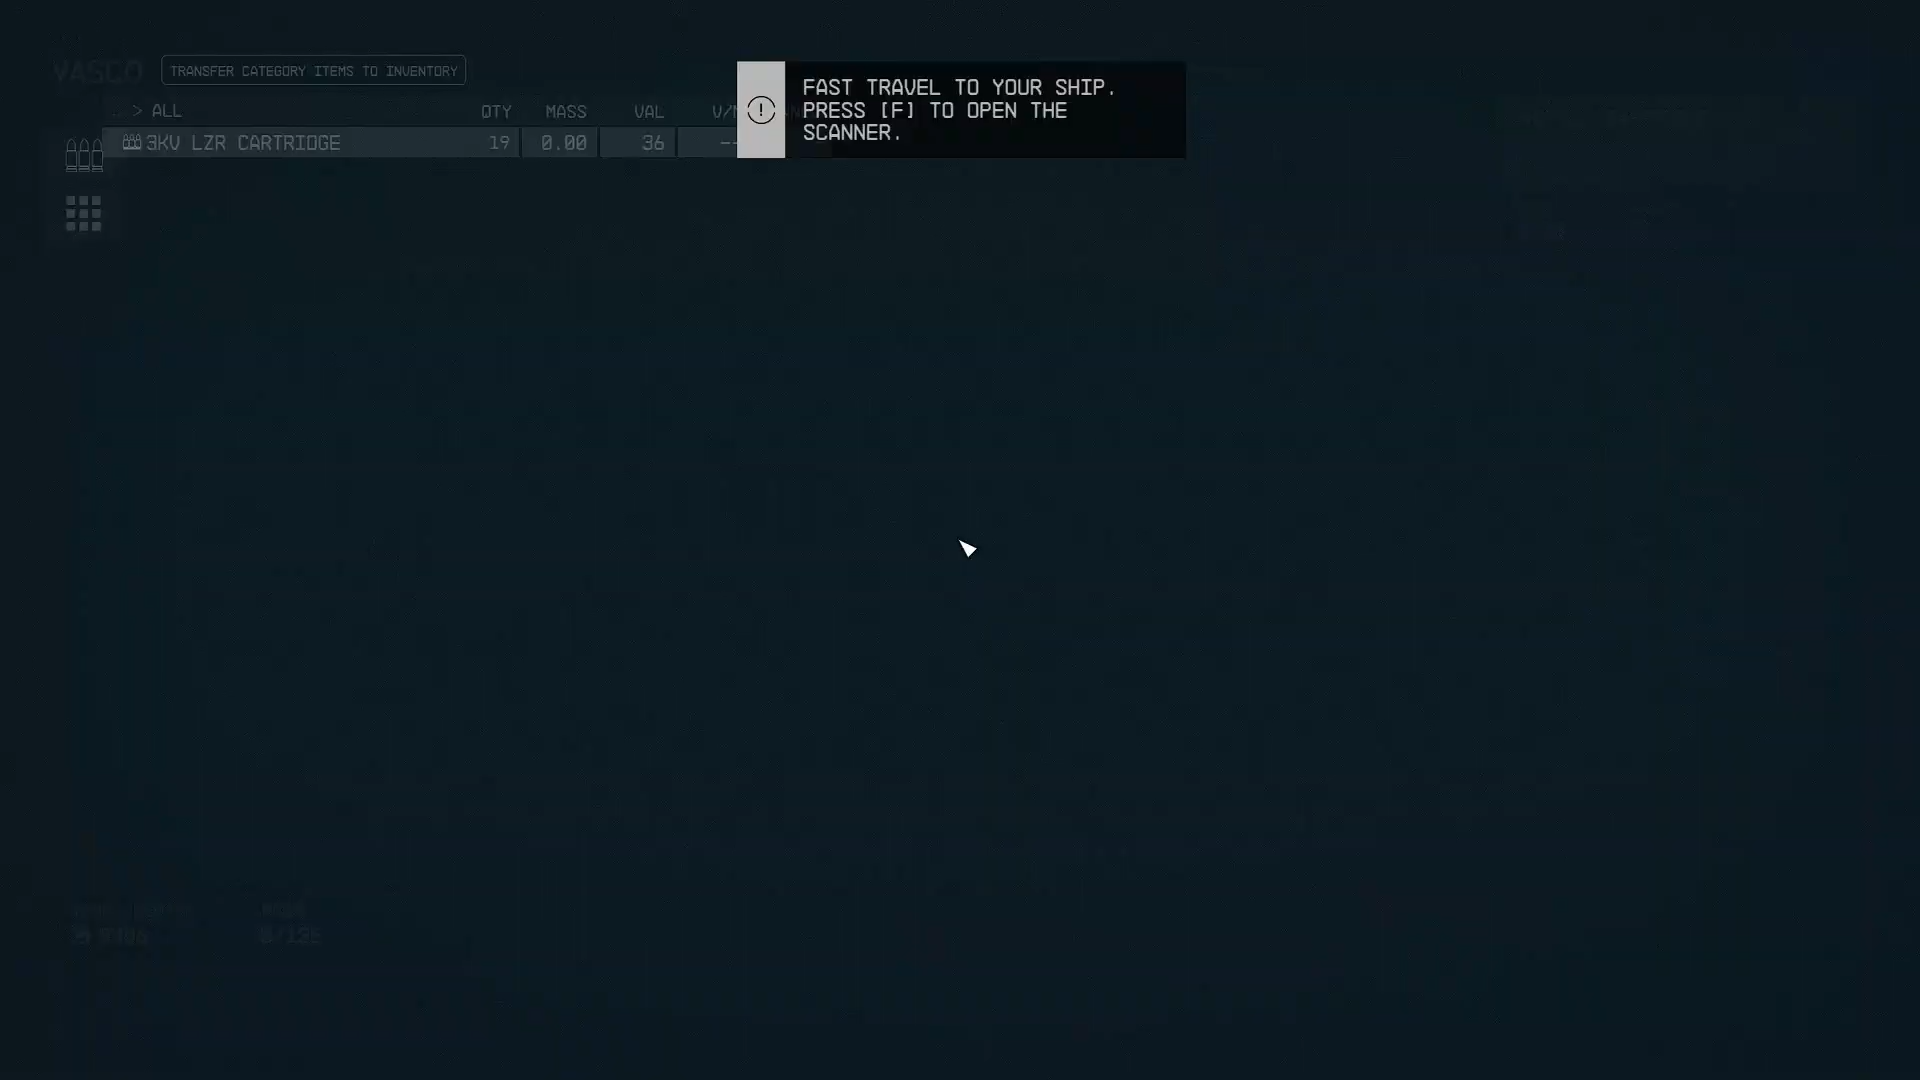 VASCO
TRANSFER CATEGORY ITEMS TO INVENTORY
> ALL QTY MASS VAL
3KV LZR CARTRIDGE 19 0.00 36 --
FAST TRAVEL TO YOUR SHIP.
PRESS [F] TO OPEN THE
SCANNER.